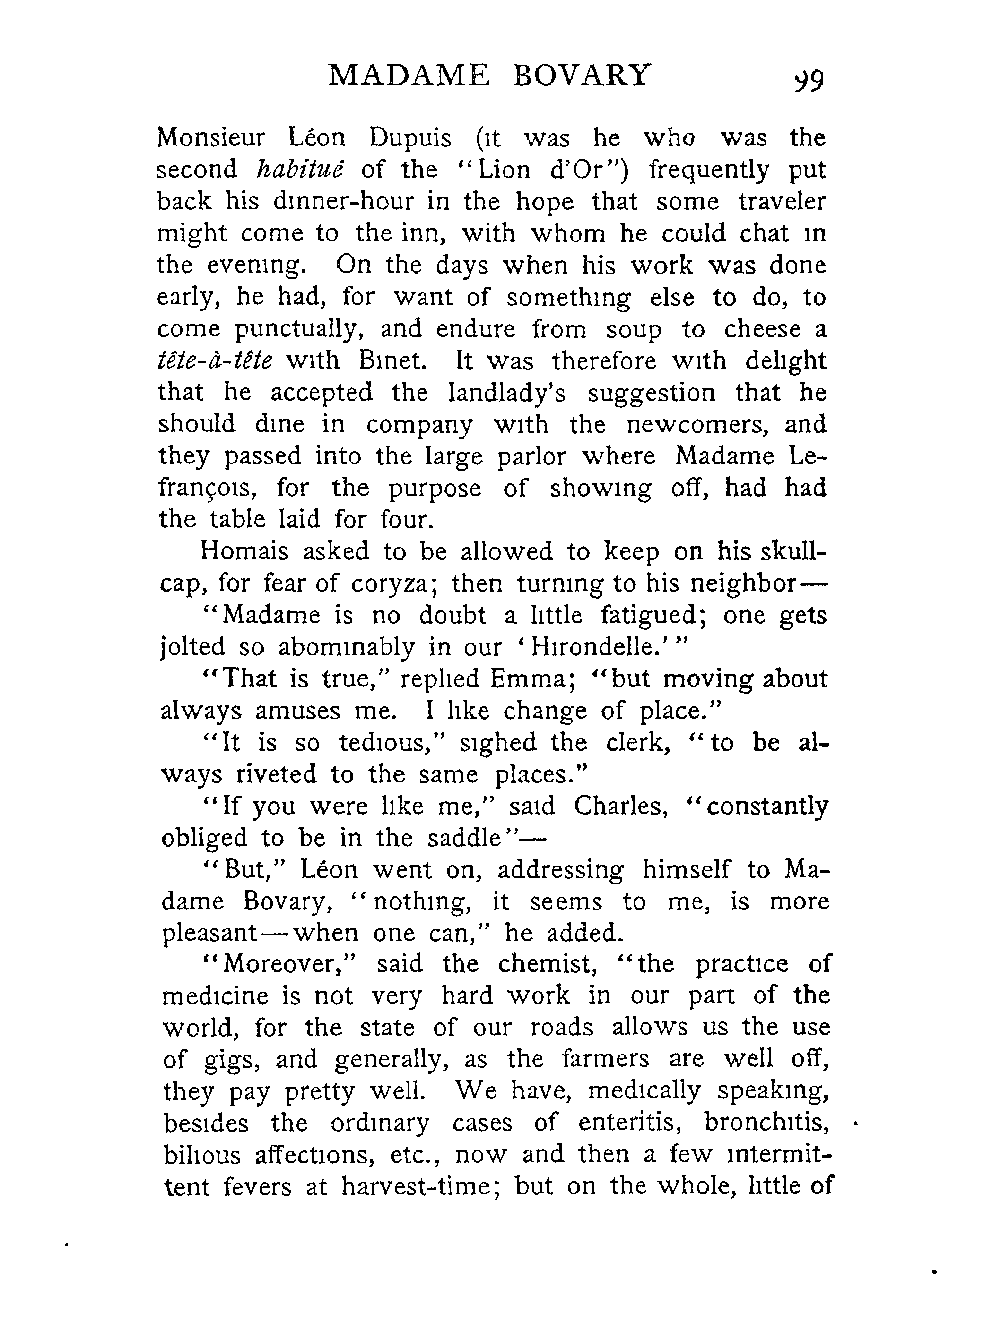 MADAME BOVARY 99
Monsieur Léon Dupuis (it was he who was the
second habitué of the “Lion d’Or”) frequently put
back his dinner-hour in the hope that some traveler
might come to the inn, with whom he could chat in
the evening. On the days when his work was done
early, he had, for want of something else to do, to
come punctually, and endure from soup to cheese a
tête-à-tête with Binet. It was therefore with delight
that he accepted the landlady’s suggestion that he
should dine in company with the newcomers, and
they passed into the large parlor where Madame Le-
françois, for the purpose of showing off, had had
the table laid for four.
Homais asked to be allowed to keep on his skull-
cap, for fear of coryza; then turning to his neighbor—
“Madame is no doubt a little fatigued; one gets
jolted so abominably in our ‘Hirondelle.’”
“That is true,” replied Emma; “but moving about
always amuses me. I like change of place.”
“It is so tedious,” sighed the clerk, “to be al-
ways riveted to the same places.”
“If you were like me,” said Charles, “constantly
obliged to be in the saddle”—
“But,” Léon went on, addressing himself to Ma-
dame Bovary, “nothing, it seems to me, is more
pleasant—when one can,” he added.
“Moreover,” said the chemist, “the practice of
medicine is not very hard work in our part of the
world, for the state of our roads allows us the use
of gigs, and generally, as the farmers are well off,
they pay pretty well. We have, medically speaking,
besides the ordinary cases of enteritis, bronchitis,
bilious affections, etc., now and then a few intermit-
tent fevers at harvest-time; but on the whole, little of